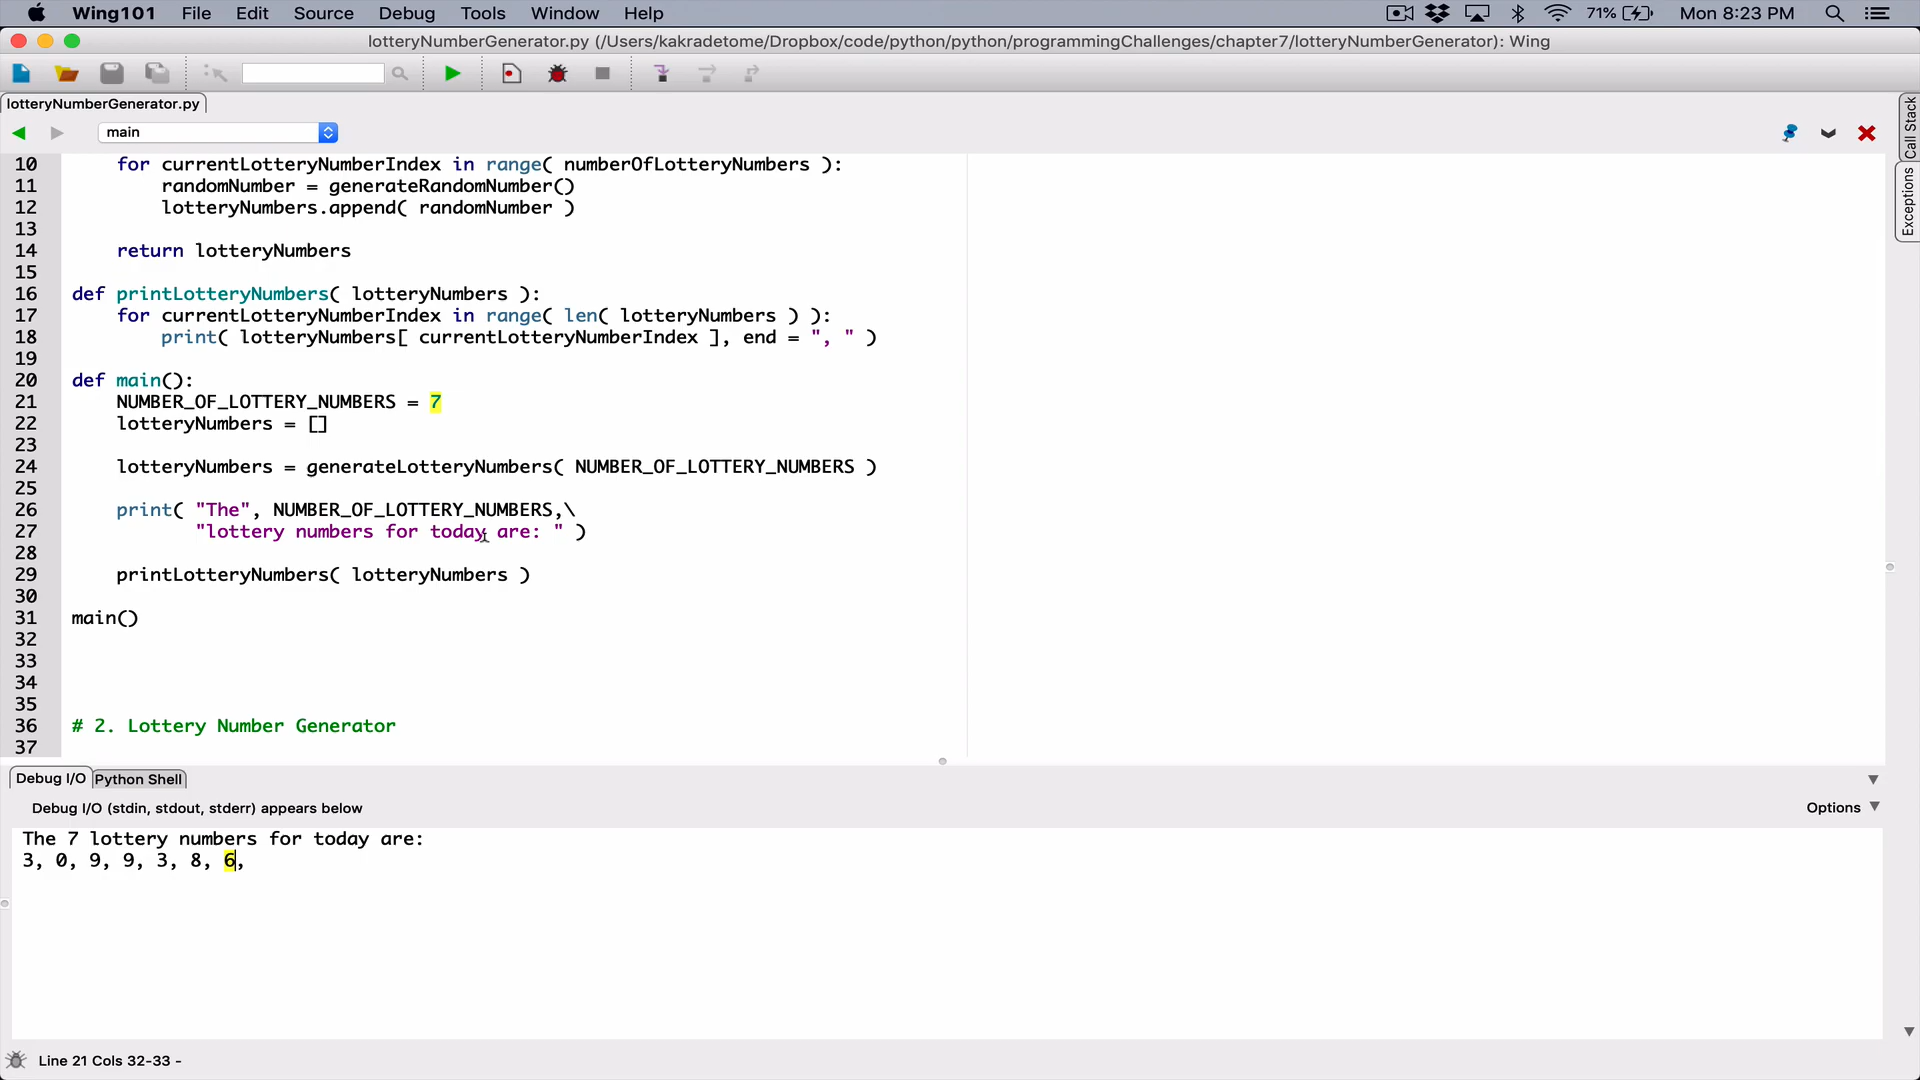 Wing101 File Edit Source Debug Tools Window Help 71% Mon 8:23 PM
lotteryNumberGenerator.py (/Users/kakradetome/Dropbox/code/python/python/programmingChallenges/chapter7/lotteryNumberGenerator): Wing
lotteryNumberGenerator.py
main
Call Stack
Exceptions
10 for currentLotteryNumberIndex in range( numberOfLotteryNumbers ):
11 randomNumber = generateRandomNumber()
12 lotteryNumbers.append( randomNumber )
13
14 return lotteryNumbers
15
16 def printLotteryNumbers( lotteryNumbers ):
17 for currentLotteryNumberIndex in range( len( lotteryNumbers ) ):
18 print( lotteryNumbers[ currentLotteryNumberIndex ], end = ", " )
19
20 def main():
21 NUMBER_OF_LOTTERY_NUMBERS = 7
22 lotteryNumbers = []
23
24 lotteryNumbers = generateLotteryNumbers( NUMBER_OF_LOTTERY_NUMBERS )
25
26 print( "The", NUMBER_OF_LOTTERY_NUMBERS,\
27 "lottery numbers for today are: " )
28
29 printLotteryNumbers( lotteryNumbers )
30
31 main()
32
33
34
35
36 # 2. Lottery Number Generator
37
Debug I/O Python Shell
Debug I/O (stdin, stdout, stderr) appears below Options
The 7 lottery numbers for today are:
3, 0, 9, 9, 3, 8, 6,
Line 21 Cols 32-33 -